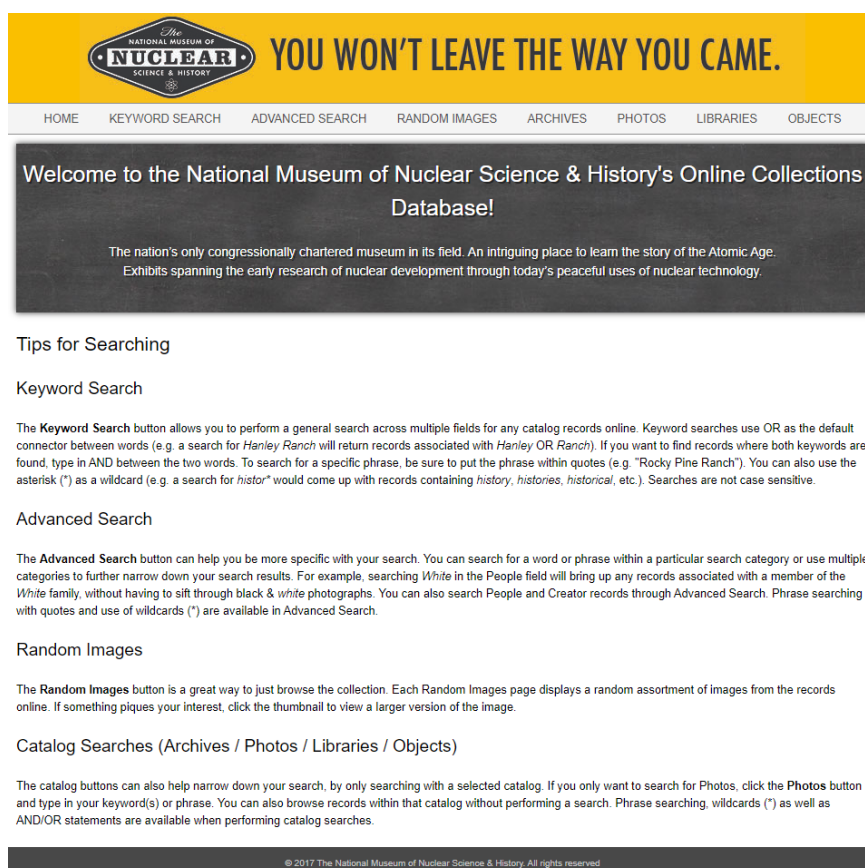 The
NATIONAL MUSEUM OF
NUCLEAR
SCIENCE & HISTORY
YOU WON'T LEAVE THE WAY YOU CAME.
HOME KEYWORD SEARCH ADVANCED SEARCH RANDOM IMAGES ARCHIVES PHOTOS LIBRARIES OBJECTS
Welcome to the National Museum of Nuclear Science & History's Online Collections
Database!
The nation's only congressionally chartered museum in its field. An intriguing place to learn the story of the Atomic Age.
Exhibits spanning the early research of nuclear development through today's peaceful uses of nuclear technology.
Tips for Searching
Keyword Search
The Keyword Search button allows you to perform a general search across multiple fields for any catalog records online. Keyword searches use OR as the default
connector between words (e.g. a search for Hanley Ranch will return records associated with Hanley OR Ranch). If you want to find records where both keywords are
found, type in AND between the two words. To search for a specific phrase, be sure to put the phrase within quotes (e.g. "Rocky Pine Ranch"). You can also use the
asterisk (*) as a wildcard (e.g. a search for histor* would come up with records containing history, histories, historical, etc.). Searches are not case sensitive.
Advanced Search
The Advanced Search button can help you be more specific with your search. You can search for a word or phrase within a particular search category or use multiple
categories to further narrow down your search results. For example, searching White in the People field will bring up any records associated with a member of the
White family, without having to sift through black & white photographs. You can also search People and Creator records through Advanced Search. Phrase searching
with quotes and use of wildcards (*) are available in Advanced Search.
Random Images
The Random Images button is a great way to just browse the collection. Each Random Images page displays a random assortment of images from the records
online. If something piques your interest, click the thumbnail to view a larger version of the image.
Catalog Searches (Archives / Photos / Libraries / Objects)
The catalog buttons can also help narrow down your search, by only searching with a selected catalog. If you only want to search for Photos, click the Photos button
and type in your keyword(s) or phrase. You can also browse records within that catalog without performing a search. Phrase searching, wildcards (*) as well as
AND/OR statements are available when performing catalog searches.
© 2017 The National Museum of Nuclear Science & History. All rights reserved